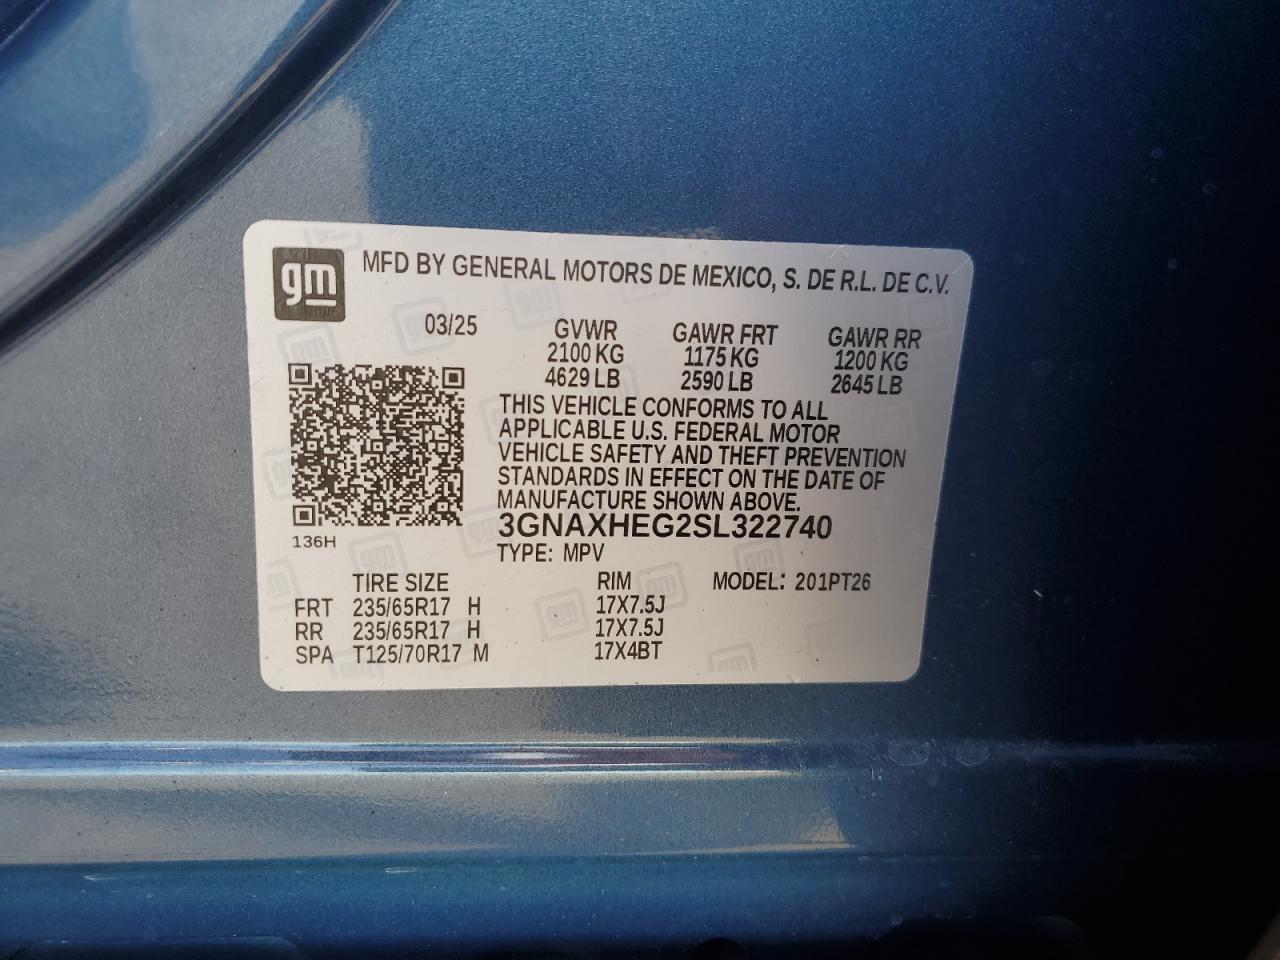 gm MFD BY GENERAL MOTORS DE MEXICO, S. DE R.L. DE C.V.
03/25 GVWR GAWR FRT GAWR RR
2100 KG 1175 KG 1200 KG
4629 LB 2590 LB 2645 LB
THIS VEHICLE CONFORMS TO ALL
APPLICABLE U.S. FEDERAL MOTOR
VEHICLE SAFETY AND THEFT PREVENTION
STANDARDS IN EFFECT ON THE DATE OF
MANUFACTURE SHOWN ABOVE.
3GNAXHEG2SL322740
136H
TYPE: MPV
TIRE SIZE RIM MODEL: 201PT26
FRT 235/65R17 H 17X7.5J
RR 235/65R17 H 17X7.5J
SPA T125/70R17 M 17X4BT